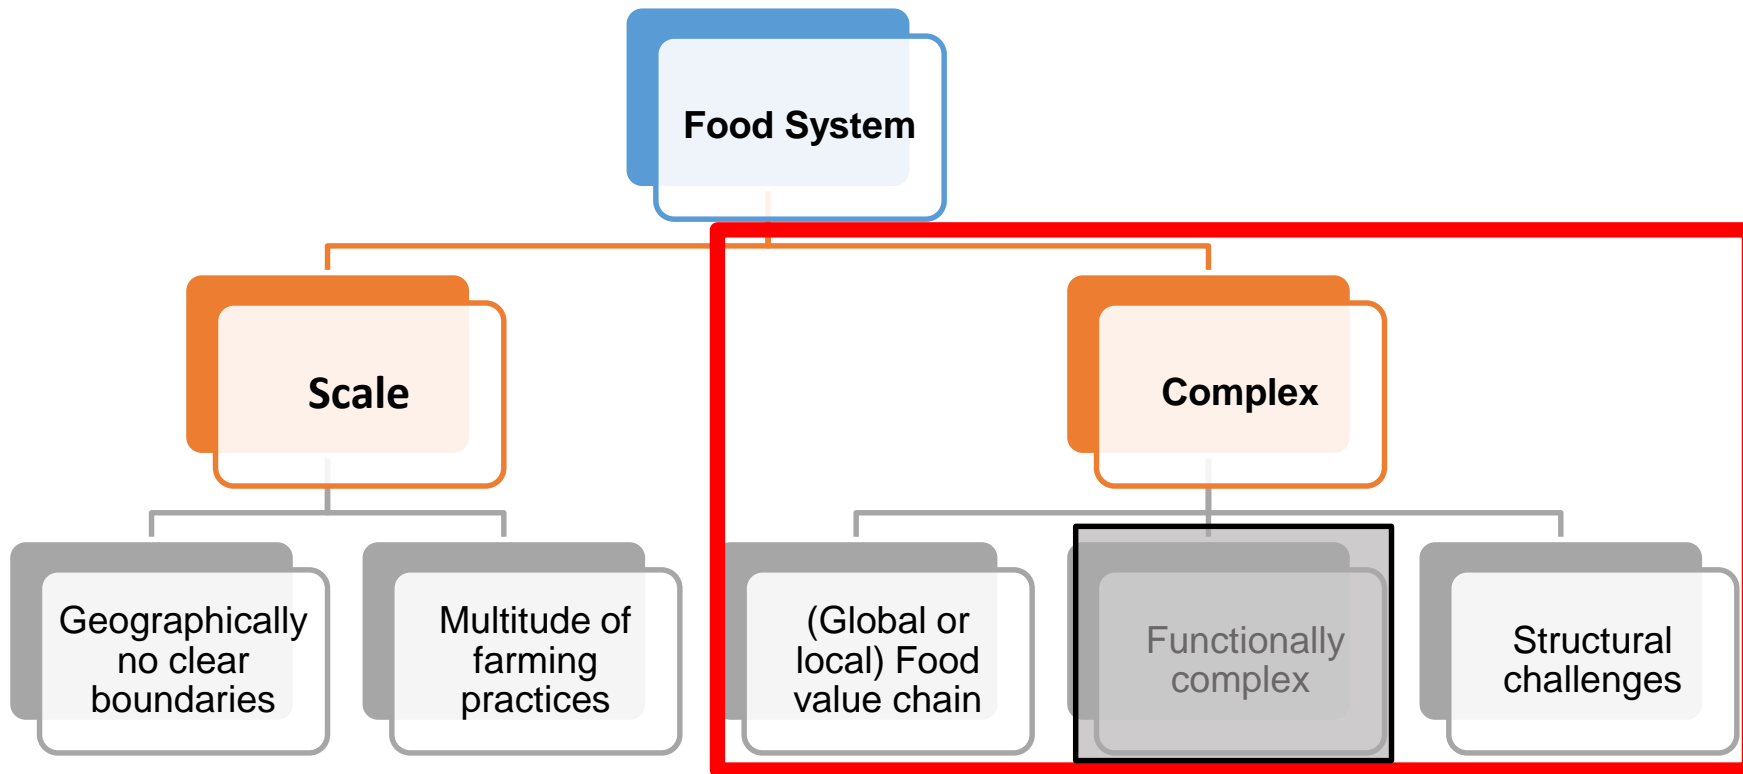 Food System
Scale
Complex
Geographically
no clear
boundaries
Multitude of
farming
practices
(Global or
local) Food
value chain
Functionally
complex
Structural
challenges